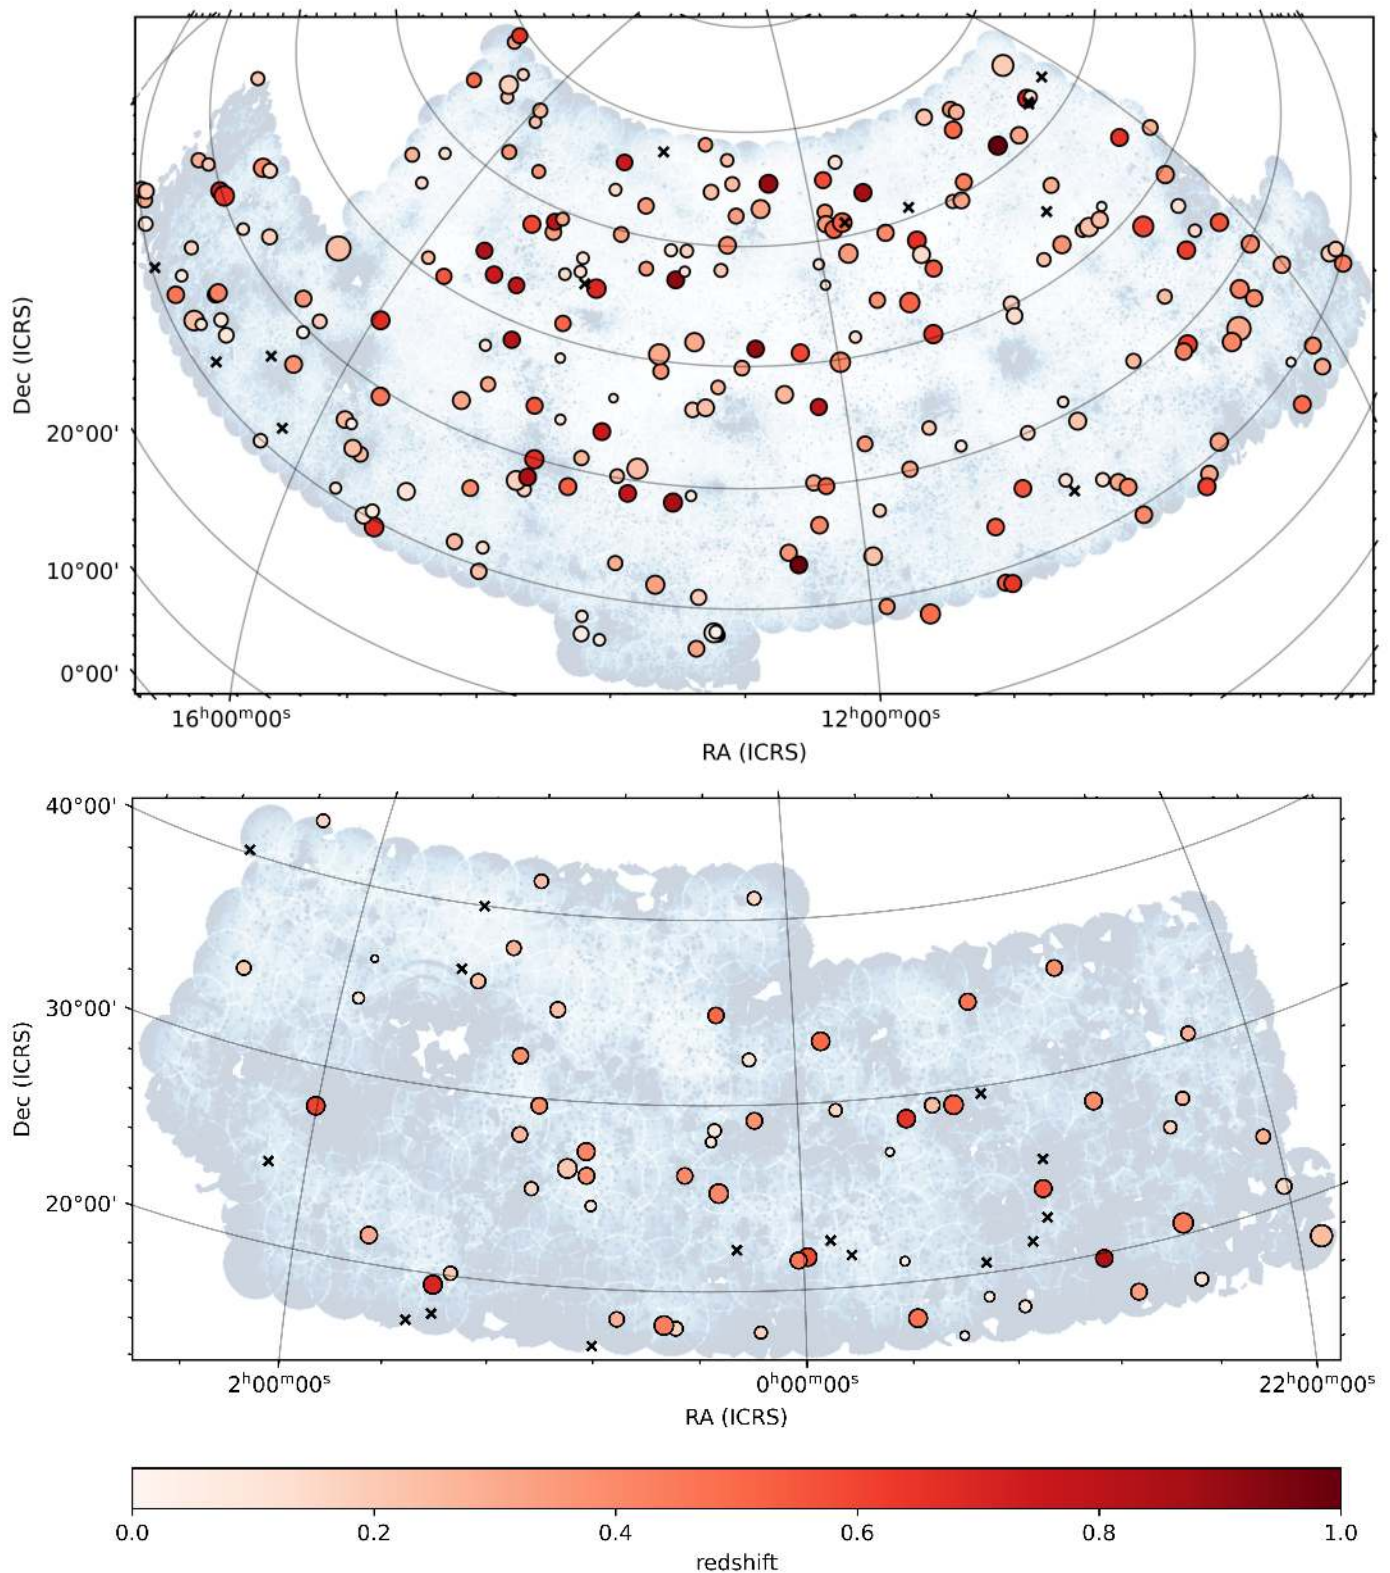 Dec (ICRS)
20°00'
10°00'
0°00'
16ʰ00ᵐ00ˢ 12ʰ00ᵐ00ˢ
RA (ICRS)
40°00'
30°00'
Dec (ICRS)
20°00'
2ʰ00ᵐ00ˢ 0ʰ00ᵐ00ˢ 22ʰ00ᵐ00ˢ
RA (ICRS)
0.0 0.2 0.4 0.6 0.8 1.0
redshift